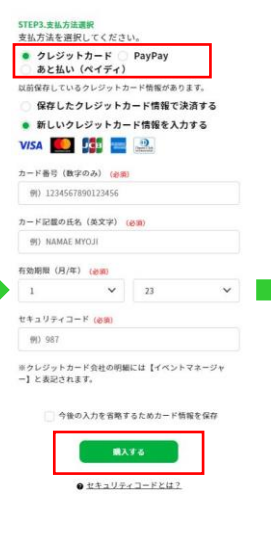 STEP3.支払方法選択
支払方法を選択してください。
クレジットカード PayPay
あと払い（ペイディ）
以前保存しているクレジットカード情報があります。
保存したクレジットカード情報で決済する
新しいクレジットカード情報を入力する
VISA JCB
カード番号（数字のみ）(必須)
例）1234567890123456
カード記載の氏名（英文字）(必須)
例）NAMAE MYOJI
有効期限（月/年）(必須)
1 23
セキュリティコード (必須)
例）987
※クレジットカード会社の明細には【イベントマネージャ
ー】と表記されます。
今後の入力を省略するためカード情報を保存
購入する
セキュリティコードとは？